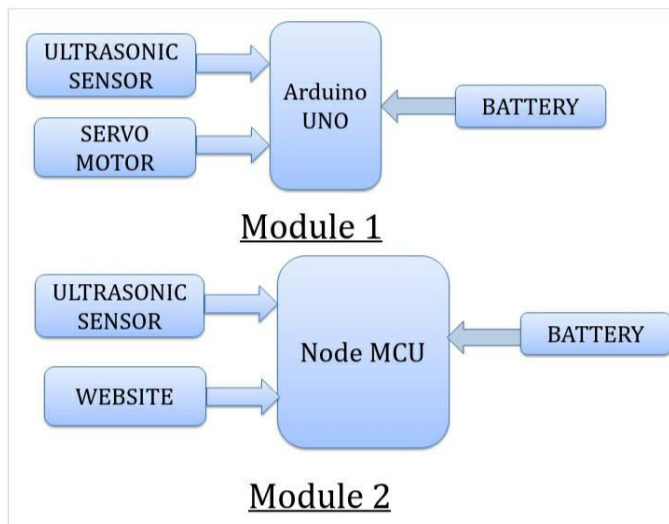 ULTRASONIC
SENSOR
SERVO
MOTOR
Arduino
UNO
BATTERY
Module 1
ULTRASONIC
SENSOR
WEBSITE
Node MCU
BATTERY
Module 2